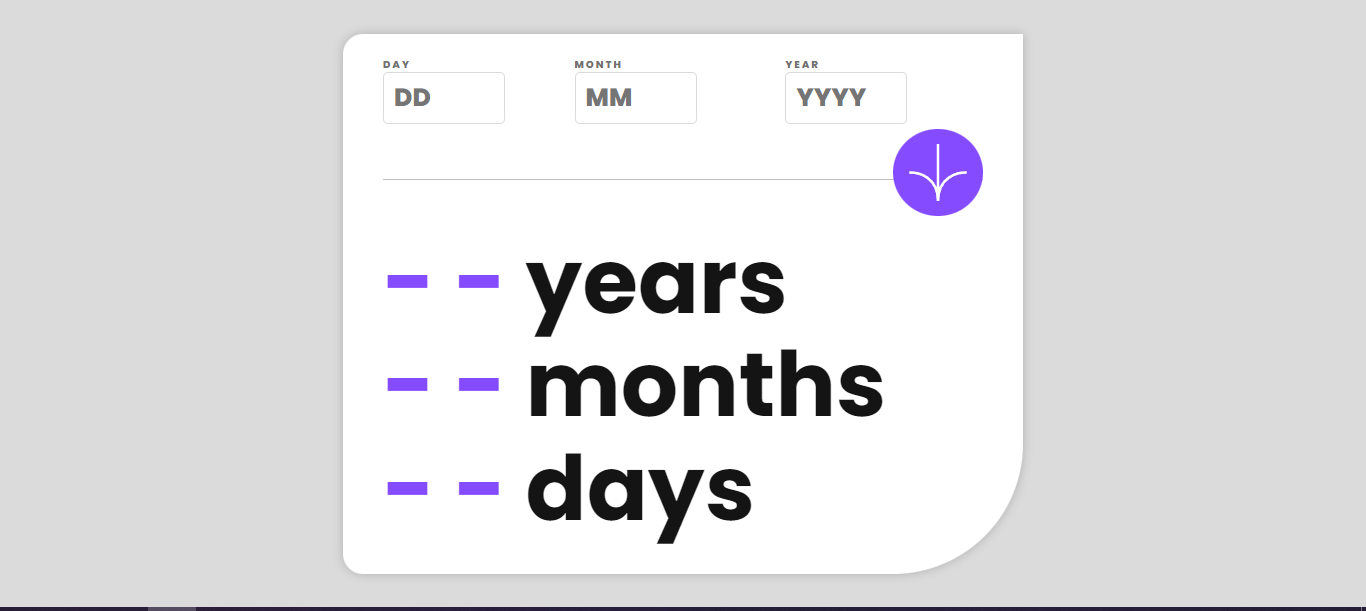 DAY MONTH YEAR
DD MM YYYY
- - years
- - months
- - days